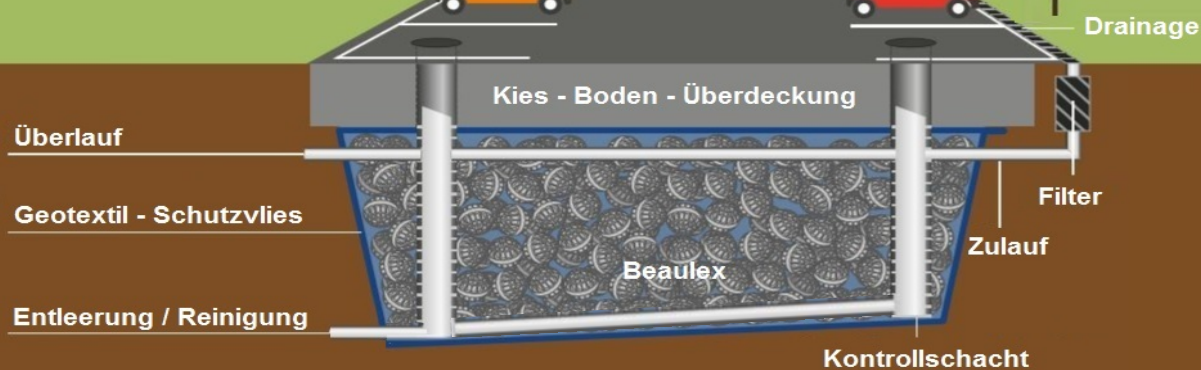 Drainage
Kies - Boden - Überdeckung
Überlauf
Filter
Geotextil - Schutzvlies
Zulauf
Beaulex
Entleerung / Reinigung
Kontrollschacht